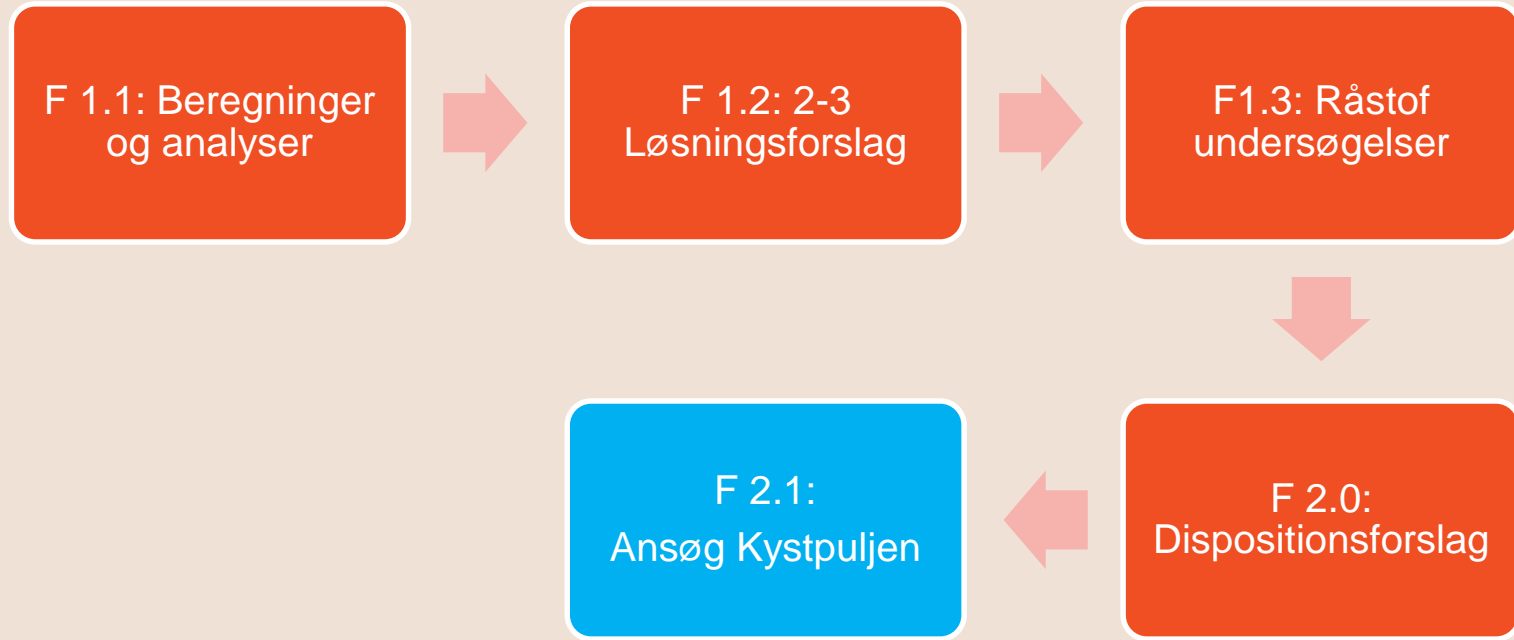 F 1.1: Beregninger
og analyser
F 1.2: 2-3
Løsningsforslag
F1.3: Råstof
undersøgelser
F 2.0:
Dispositionsforslag
F 2.1:
Ansøg Kystpuljen